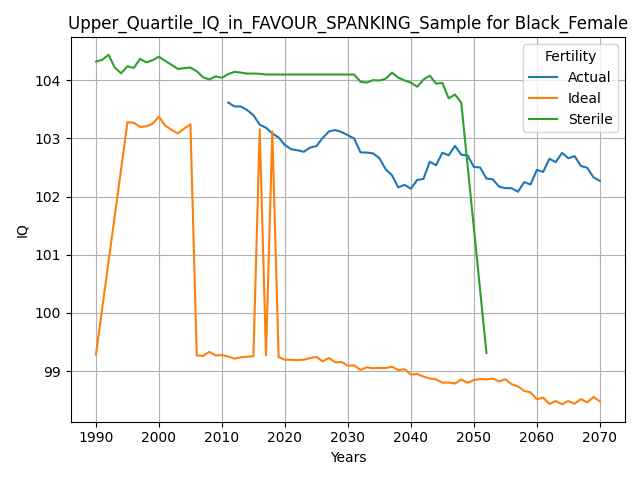 Upper_Quartile_IQ_in_FAVOUR_SPANKING_Sample for Black_Female
Fertility
Actual
Ideal
Sterile
104
103
102
101
100
99
IQ
1990 2000 2010 2020 2030 2040 2050 2060 2070
Years